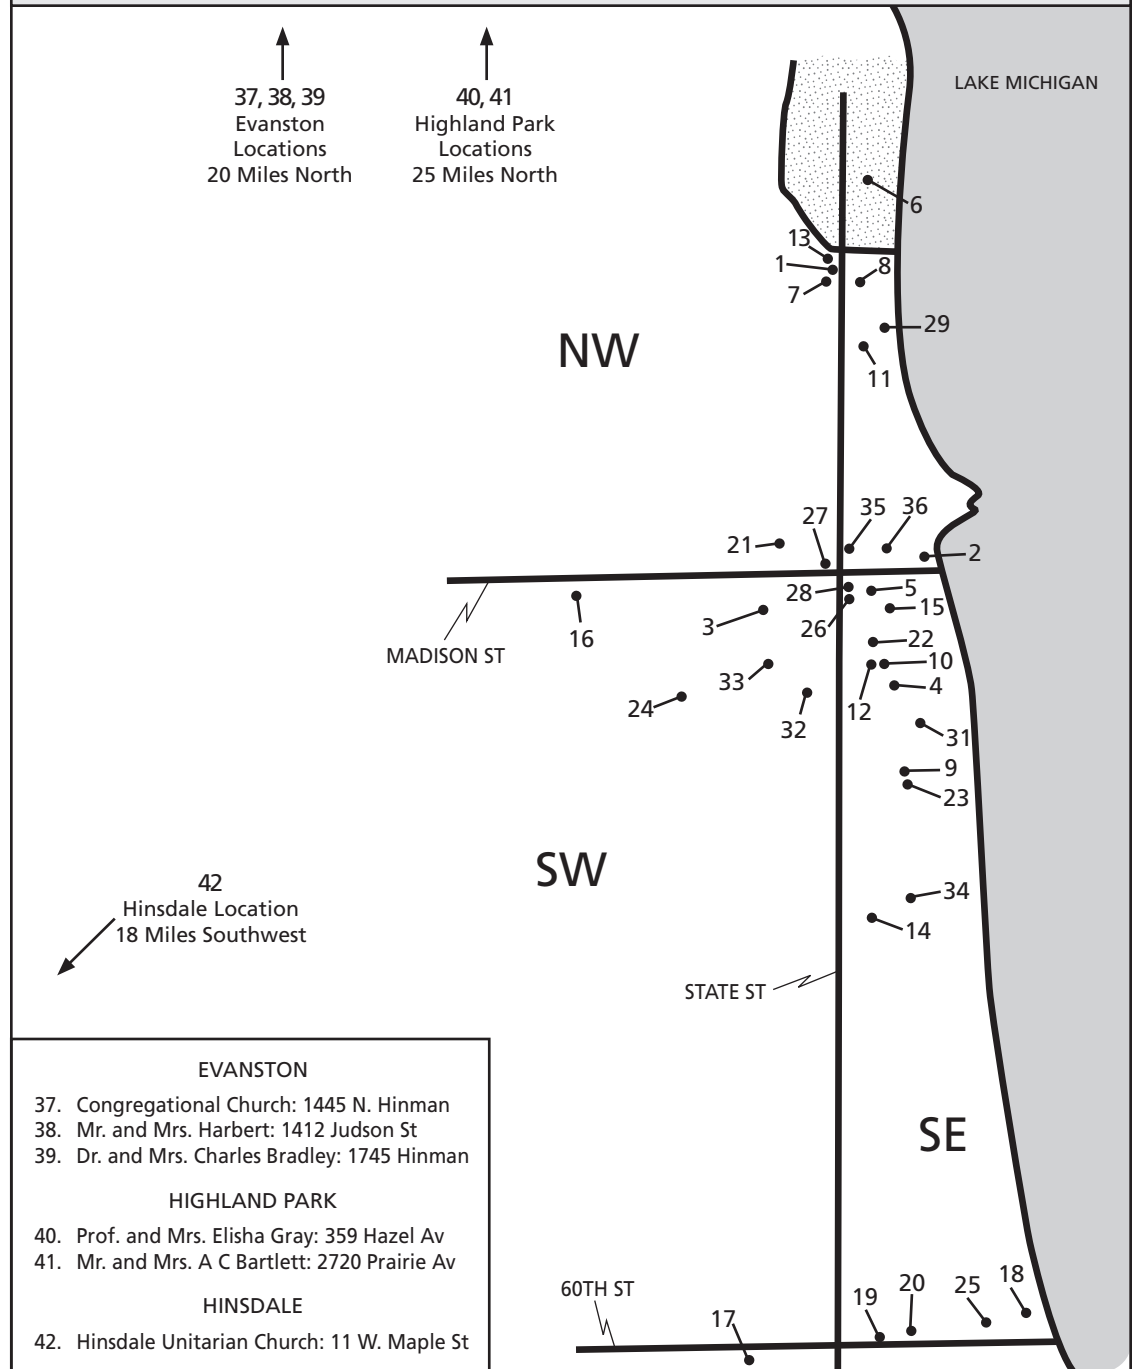 LAKE MICHIGAN
37, 38, 39
Evanston
Locations
20 Miles North
40, 41
Highland Park
Locations
25 Miles North
6
13
1
8
7
29
NW
11
27
35
36
21
2
28
5
15
3
26
16
22
MADISON ST
10
33
4
24
12
32
31
9
23
SW
42
Hinsdale Location
18 Miles Southwest
34
14
STATE ST
SE
EVANSTON
37. Congregational Church: 1445 N. Hinman
38. Mr. and Mrs. Harbert: 1412 Judson St
39. Dr. and Mrs. Charles Bradley: 1745 Hinman
HIGHLAND PARK
40. Prof. and Mrs. Elisha Gray: 359 Hazel Av
41. Mr. and Mrs. A C Bartlett: 2720 Prairie Av
HINSDALE
42. Hinsdale Unitarian Church: 11 W. Maple St
60TH ST
17
19
20
25
18